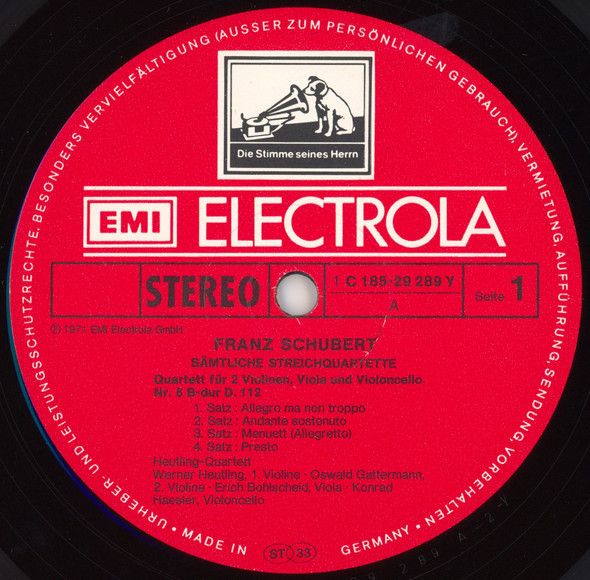 URHEBER- UND LEISTUNGSSCHUTZRECHTE, BESONDERS VERVIELFÄLTIGUNG (AUSSER ZUM PERSÖNLICHEN GEBRAUCH), VERMIETUNG, AUFFÜHRUNG, SENDUNG, VORBEHALTEN
Die Stimme seines Herrn
EMI ELECTROLA
STEREO
1 C 185-29 289 Y
A
Seite 1
℗ 1971 EMI Electrola GmbH
FRANZ SCHUBERT
SÄMTLICHE STREICHQUARTETTE
Quartett für 2 Violinen, Viola und Violoncello
Nr. 8 B-dur D. 112
1. Satz: Allegro ma non troppo
2. Satz: Andante sostenuto
3. Satz: Menuett (Allegretto)
4. Satz: Presto
Heutling-Quartett
Werner Heutling, 1. Violine · Oswald Gattermann,
2. Violine · Erich Bohlscheid, Viola · Konrad
Haesler, Violoncello
• MADE IN
ST 33
GERMANY •